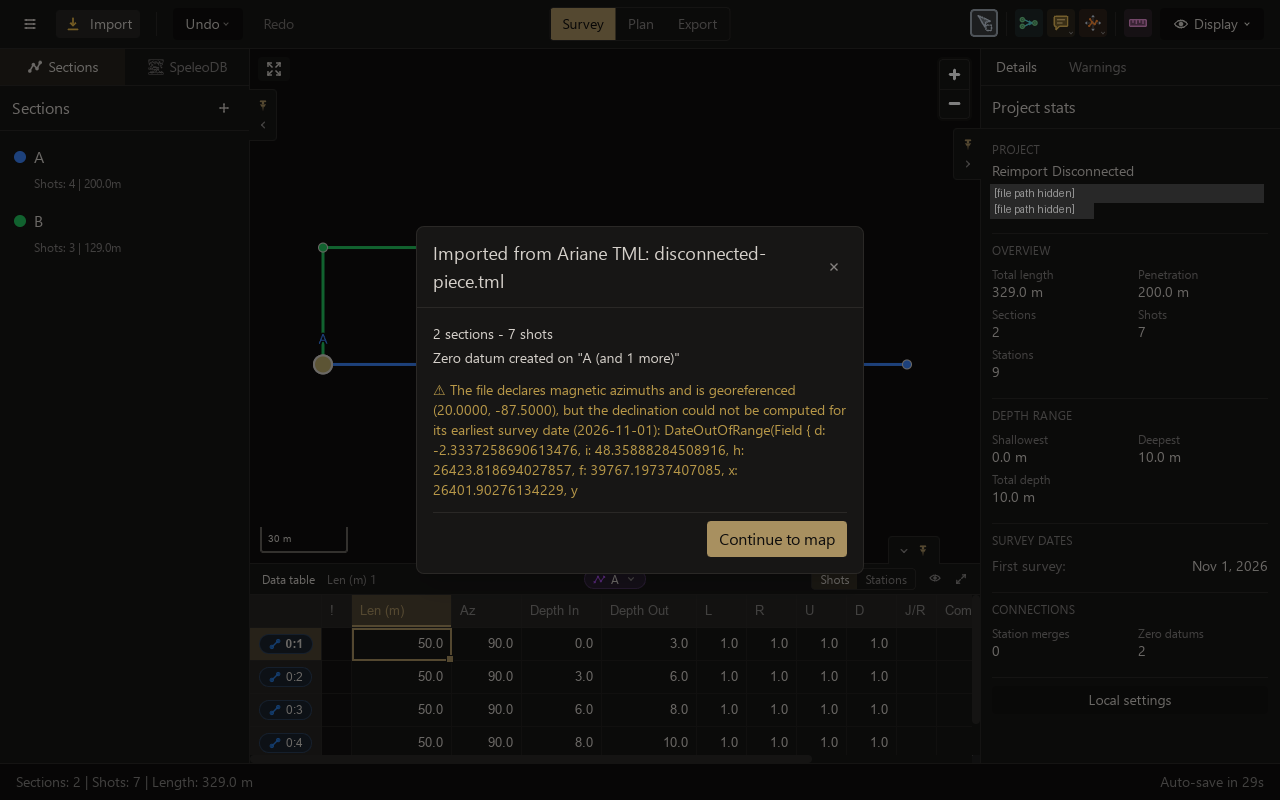 Import
Undo
Redo
Survey
Plan
Export
Display
Sections
SpeleoDB
Details
Warnings
Sections
+
A
Shots: 4 | 200.0m
B
Shots: 3 | 129.0m
Project stats
PROJECT
Reimport Disconnected
[file path hidden]
[file path hidden]
OVERVIEW
Total length
Penetration
329.0 m
200.0 m
Sections
Shots
2
7
Stations
9
DEPTH RANGE
Shallowest
Deepest
0.0 m
10.0 m
Total depth
10.0 m
SURVEY DATES
First survey:
Nov 1, 2026
CONNECTIONS
Station merges
Zero datums
0
2
Local settings
A
30 m
Imported from Ariane TML: disconnected-
piece.tml
2 sections - 7 shots
Zero datum created on "A (and 1 more)"
⚠ The file declares magnetic azimuths and is georeferenced
(20.0000, -87.5000), but the declination could not be computed for
its earliest survey date (2026-11-01): DateOutOfRange(Field { d:
-2.3337258690613476, i: 48.35888284508916, h:
26423.818694027857, f: 39767.19737407085, x:
26401.90276134229, y
Continue to map
Data table
Len (m) 1
A
Shots
Stations
! Len (m) Az Depth In Depth Out L R U D J/R Com
0:1 50.0 90.0 0.0 3.0 1.0 1.0 1.0 1.0
0:2 50.0 90.0 3.0 6.0 1.0 1.0 1.0 1.0
0:3 50.0 90.0 6.0 8.0 1.0 1.0 1.0 1.0
0:4 50.0 90.0 8.0 10.0 1.0 1.0 1.0 1.0
Sections: 2 | Shots: 7 | Length: 329.0 m
Auto-save in 29s